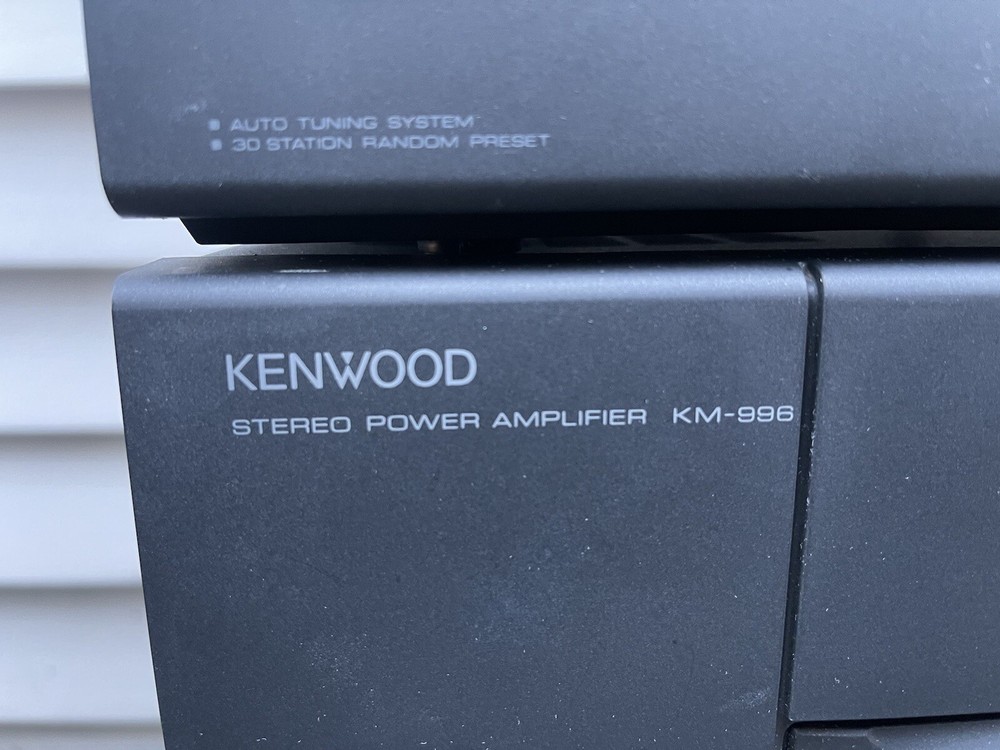 AUTO TUNING SYSTEM
30 STATION RANDOM PRESET
KENWOOD
STEREO POWER AMPLIFIER KM-996